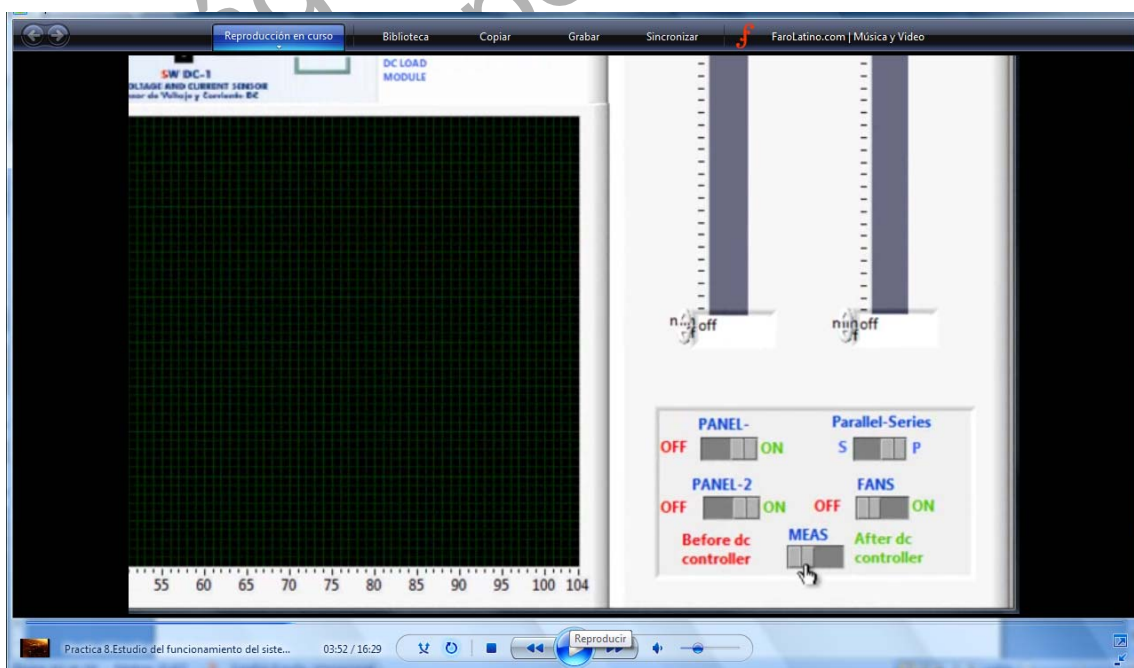 Reproducción en curso Biblioteca Copiar Grabar Sincronizar FaroLatino.com | Música y Video
SW DC-1
VOLTAGE AND CURRENT SENSOR
sor de Voltaje y Corriente DC
DC LOAD
MODULE
off off
PANEL- Parallel-Series
OFF ON S P
PANEL-2 FANS
OFF ON OFF ON
Before dc controller MEAS After dc controller
55 60 65 70 75 80 85 90 95 100 104
Practica 8.Estudio del funcionamiento del siste... 03:52 / 16:29 Reproducir